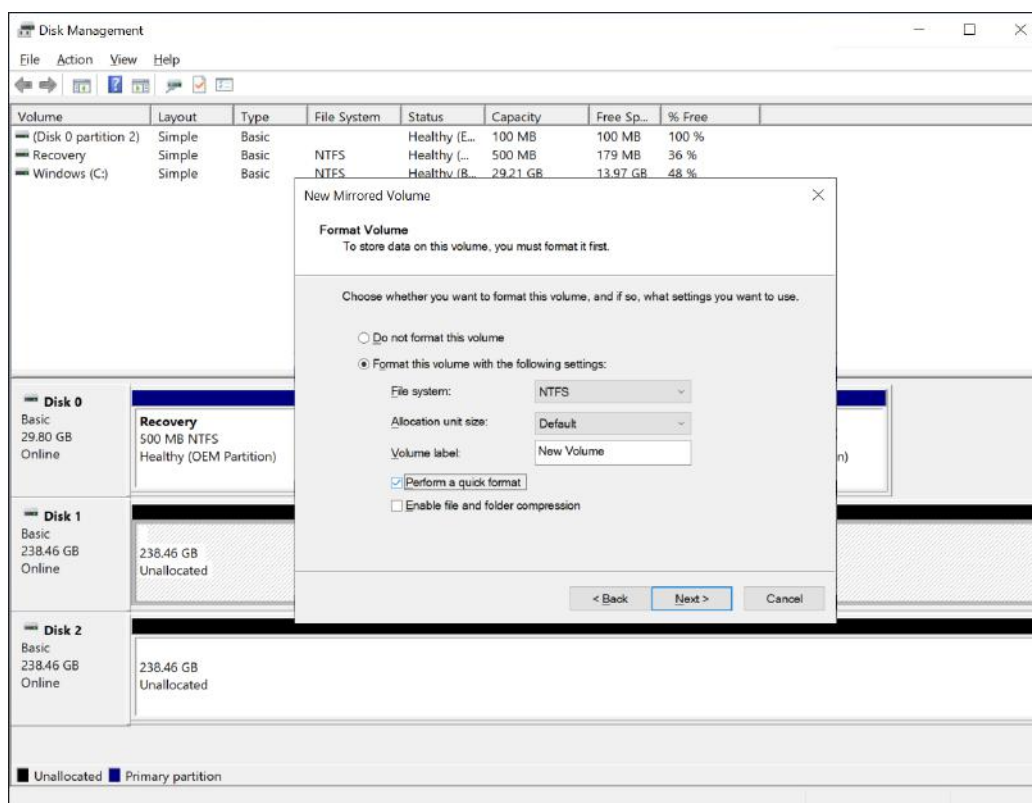 Disk Management
File Action View Help
Volume Layout Type File System Status Capacity Free Sp... % Free
(Disk 0 partition 2) Simple Basic Healthy (E... 100 MB 100 MB 100 %
Recovery Simple Basic NTFS Healthy (... 500 MB 179 MB 36 %
Windows (C:) Simple Basic NTFS Healthy (B... 29.21 GB 13.97 GB 48 %
New Mirrored Volume
Format Volume
To store data on this volume, you must format it first.
Choose whether you want to format this volume, and if so, what settings you want to use.
Do not format this volume
Format this volume with the following settings:
File system: NTFS
Allocation unit size: Default
Volume label: New Volume
Perform a quick format
Enable file and folder compression
< Back Next > Cancel
Disk 0
Basic
29.80 GB
Online
Recovery
500 MB NTFS
Healthy (OEM Partition)
n)
Disk 1
Basic
238.46 GB
Online
238.46 GB
Unallocated
Disk 2
Basic
238.46 GB
Online
238.46 GB
Unallocated
Unallocated Primary partition